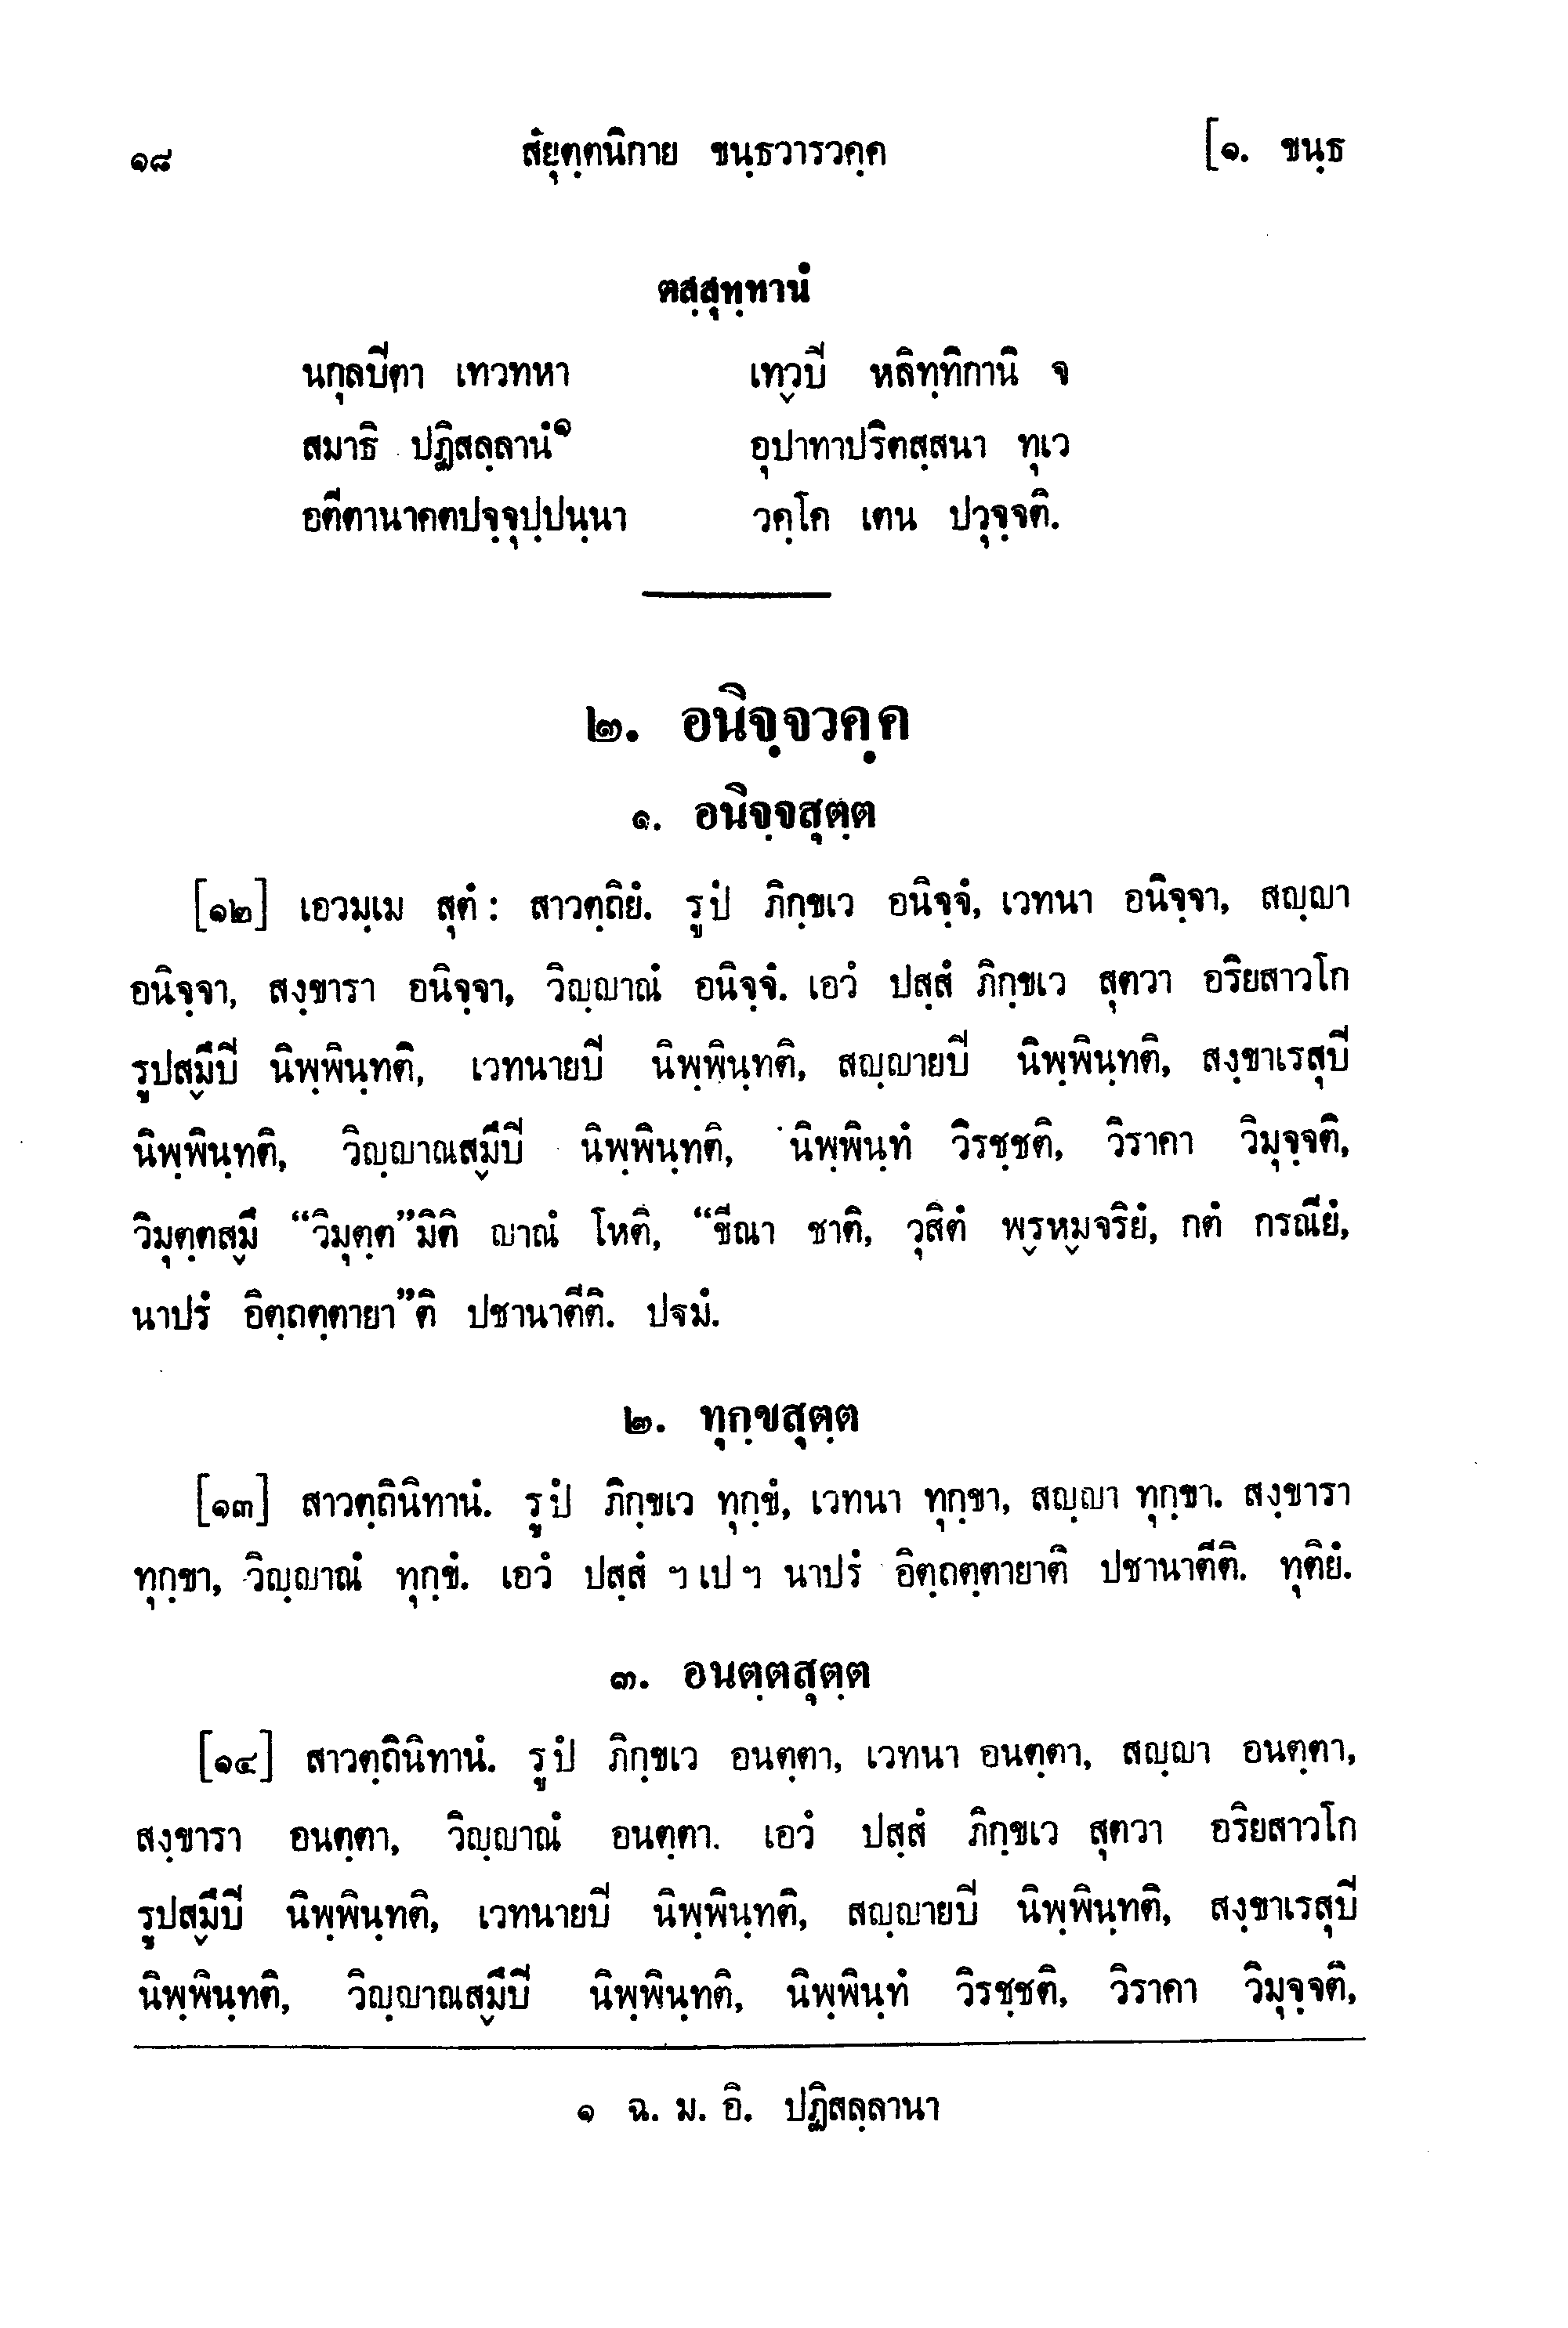 ๑๘ สํยุตฺตนิกาย ขนฺธวารวคฺค [๑. ขนฺธ
ตสฺสุทฺทานํ
นกุลปีตา เทวทหา เทฺวปี หลิทฺทิกานิ จ
สมาธิ ปฏิสลฺลานํ๑ อุปาทาปริตสฺสนา ทุเว
อตีตานาคตปจฺจุปฺปนฺนา วคฺโค เตน ปวุจฺจติ.
๒. อนิจฺจวคฺค
๑. อนิจฺจสุตฺต
[๑๒] เอวมฺเม สุตํ : สาวตฺถิยํ. รูปํ ภิกฺขเว อนิจฺจํ, เวทนา อนิจฺจา, สญฺญา
อนิจฺจา, สงฺขารา อนิจฺจา, วิญฺญาณํ อนิจฺจํ. เอวํ ปสฺสํ ภิกฺขเว สุตวา อริยสาวโก
รูปสฺมึปี นิพฺพินฺทติ, เวทนายปี นิพฺพินฺทติ, สญฺญายปี นิพฺพินฺทติ, สงฺขาเรสุปี
นิพฺพินฺทติ, วิญฺญาณสฺมึปี นิพฺพินฺทติ, นิพฺพินฺทํ วิรชฺชติ, วิราคา วิมุจฺจติ,
วิมุตฺตสฺมึ “วิมุตฺต”มิติ ญาณํ โหติ, “ขีณา ชาติ, วุสิตํ พฺรหฺมจริยํ, กตํ กรณียํ,
นาปรํ อิตฺถตฺตายา”ติ ปชานาตีติ. ปฐมํ.
๒. ทุกฺขสุตฺต
[๑๓] สาวตฺถินิทานํ. รูปํ ภิกฺขเว ทุกฺขํ, เวทนา ทุกฺขา, สญฺญา ทุกฺขา. สงฺขารา
ทุกฺขา, วิญฺญาณํ ทุกฺขํ. เอวํ ปสฺสํ ฯ เป ฯ นาปรํ อิตฺถตฺตายาติ ปชานาตีติ. ทุติยํ.
๓. อนตฺตสุตฺต
[๑๔] สาวตฺถินิทานํ. รูปํ ภิกฺขเว อนตฺตา, เวทนา อนตฺตา, สญฺญา อนตฺตา,
สงฺขารา อนตฺตา, วิญฺญาณํ อนตฺตา. เอวํ ปสฺสํ ภิกฺขเว สุตวา อริยสาวโก
รูปสฺมึปี นิพฺพินฺทติ, เวทนายปี นิพฺพินฺทติ, สญฺญายปี นิพฺพินฺทติ, สงฺขาเรสุปี
นิพฺพินฺทติ, วิญฺญาณสฺมึปี นิพฺพินฺทติ, นิพฺพินฺทํ วิรชฺชติ, วิราคา วิมุจฺจติ,
๑ ฉ. ม. อิ. ปฏิสลฺลานา